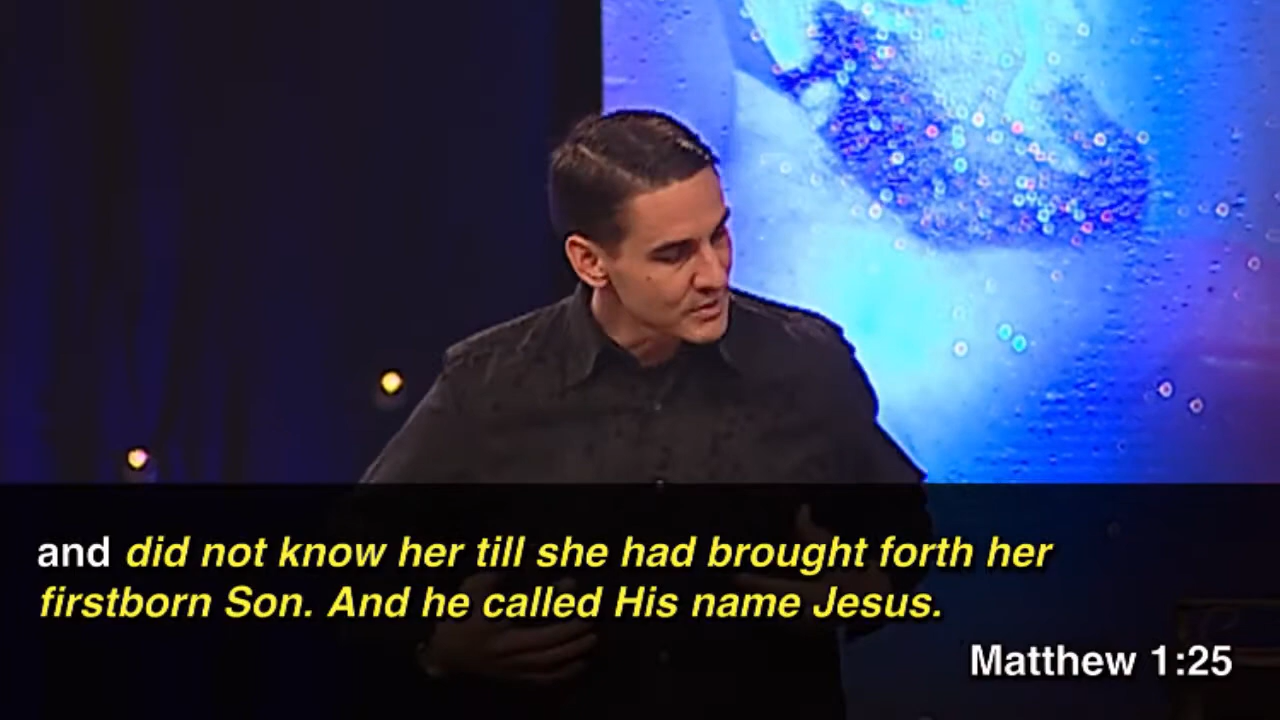 and did not know her till she had brought forth her
firstborn Son. And he called His name Jesus.
Matthew 1:25